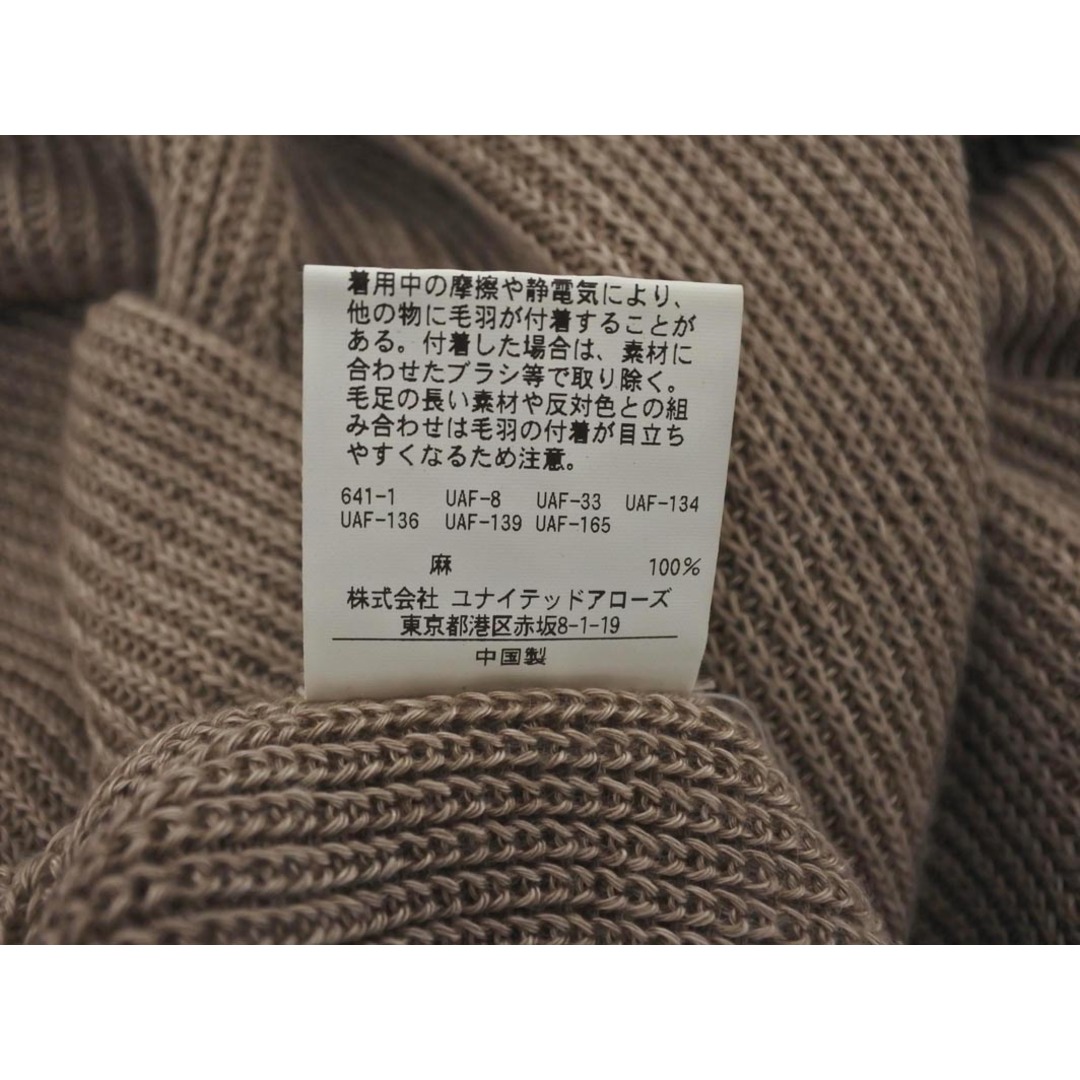 着用中の摩擦や静電気により、
他の物に毛羽が付着することが
ある。付着した場合は、素材に
合わせたブラシ等で取り除く。
毛足の長い素材や反対色との組
み合わせは毛羽の付着が目立ち
やすくなるため注意。
641-1 UAF-8 UAF-33 UAF-134
UAF-136 UAF-139 UAF-165
麻 100%
株式会社 ユナイテッドアローズ
東京都港区赤坂8-1-19
中国製